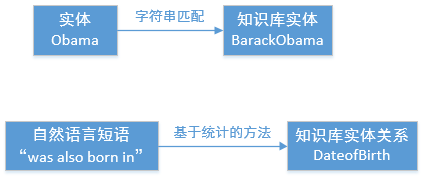 实体
Obama
字符串匹配
知识库实体
BarackObama
自然语言短语
“was also born in”
基于统计的方法
知识库实体关系
DateofBirth